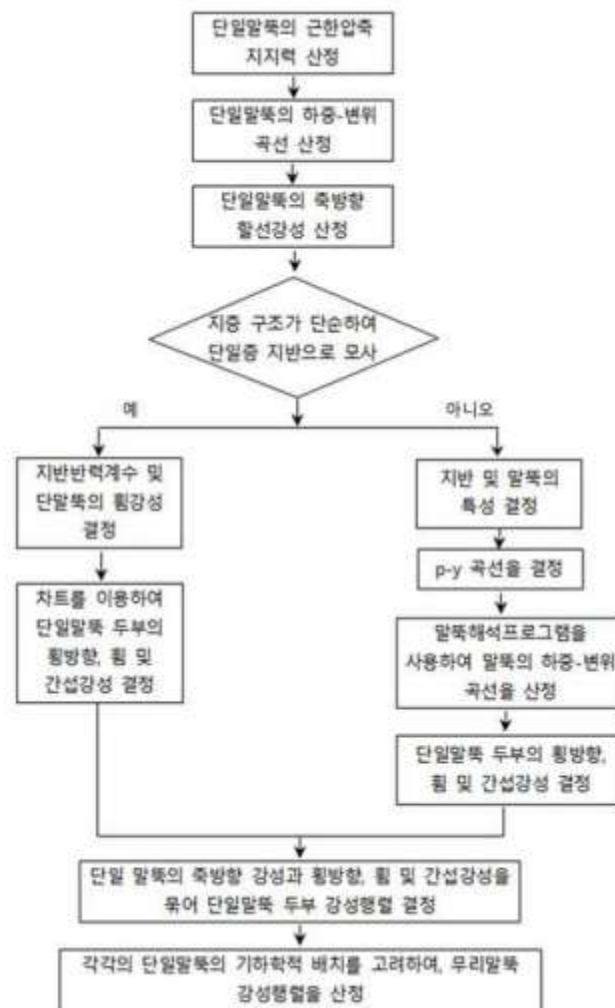 단일말뚝의 극한압축
지지력 산정
단일말뚝의 하중-변위
곡선 산정
단일말뚝의 축방향
할선강성 산정
지층 구조가 단순하여
단일층 지반으로 모사
예
아니오
지반반력계수 및
단말뚝의 휨강성
결정
차트를 이용하여
단일말뚝 두부의
횡방향, 휨 및
간섭강성 결정
지반 및 말뚝의
특성 결정
p-y 곡선을 결정
말뚝해석프로그램을
사용하여 말뚝의 하중-변위
곡선을 산정
단일말뚝 두부의 횡방향,
휨 및 간섭강성 결정
단일 말뚝의 축방향 강성과 횡방향, 휨 및 간섭강성을
묶어 단일말뚝 두부 강성행렬 결정
각각의 단일말뚝의 기하학적 배치를 고려하여, 무리말뚝
강성행렬을 산정